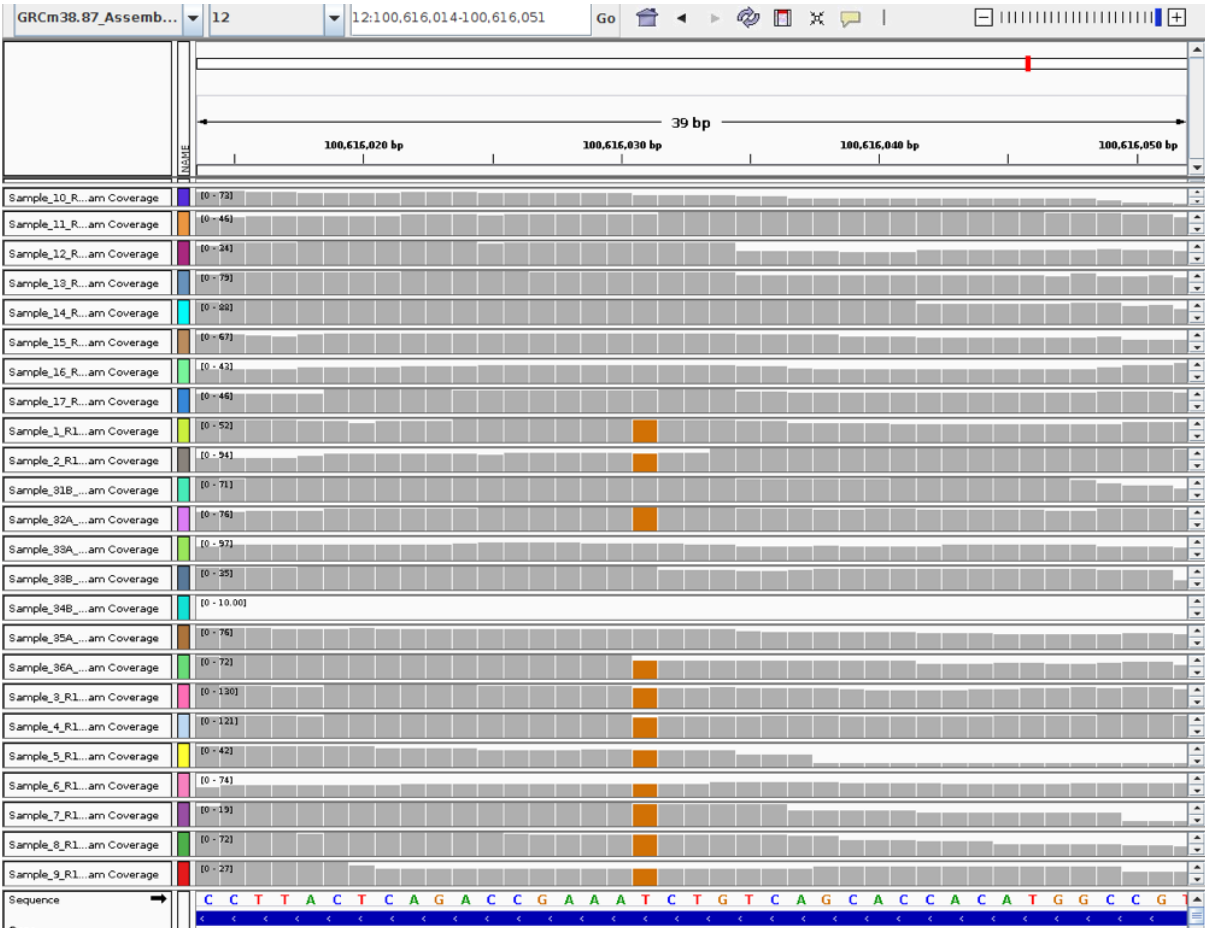 GRCm38.87_Assemb... 12 12:100,616,014-100,616,051 Go
39 bp
NAME
100,616,020 bp 100,616,030 bp 100,616,040 bp 100,616,050 bp
Sample_10_R...am Coverage [0 - 73]
Sample_11_R...am Coverage [0 - 46]
Sample_12_R...am Coverage [0 - 24]
Sample_13_R...am Coverage [0 - 79]
Sample_14_R...am Coverage [0 - 88]
Sample_15_R...am Coverage [0 - 67]
Sample_16_R...am Coverage [0 - 43]
Sample_17_R...am Coverage [0 - 46]
Sample_1_R1...am Coverage [0 - 52]
Sample_2_R1...am Coverage [0 - 94]
Sample_31B_...am Coverage [0 - 71]
Sample_32A_...am Coverage [0 - 76]
Sample_33A_...am Coverage [0 - 97]
Sample_33B_...am Coverage [0 - 35]
Sample_34B_...am Coverage [0 - 10.00]
Sample_35A_...am Coverage [0 - 76]
Sample_36A_...am Coverage [0 - 72]
Sample_3_R1...am Coverage [0 - 130]
Sample_4_R1...am Coverage [0 - 121]
Sample_5_R1...am Coverage [0 - 42]
Sample_6_R1...am Coverage [0 - 74]
Sample_7_R1...am Coverage [0 - 19]
Sample_8_R1...am Coverage [0 - 72]
Sample_9_R1...am Coverage [0 - 27]
Sequence C C T T A C T C A G A C C G A A A T C T G T C A G C A C C A C A T G G C C G T